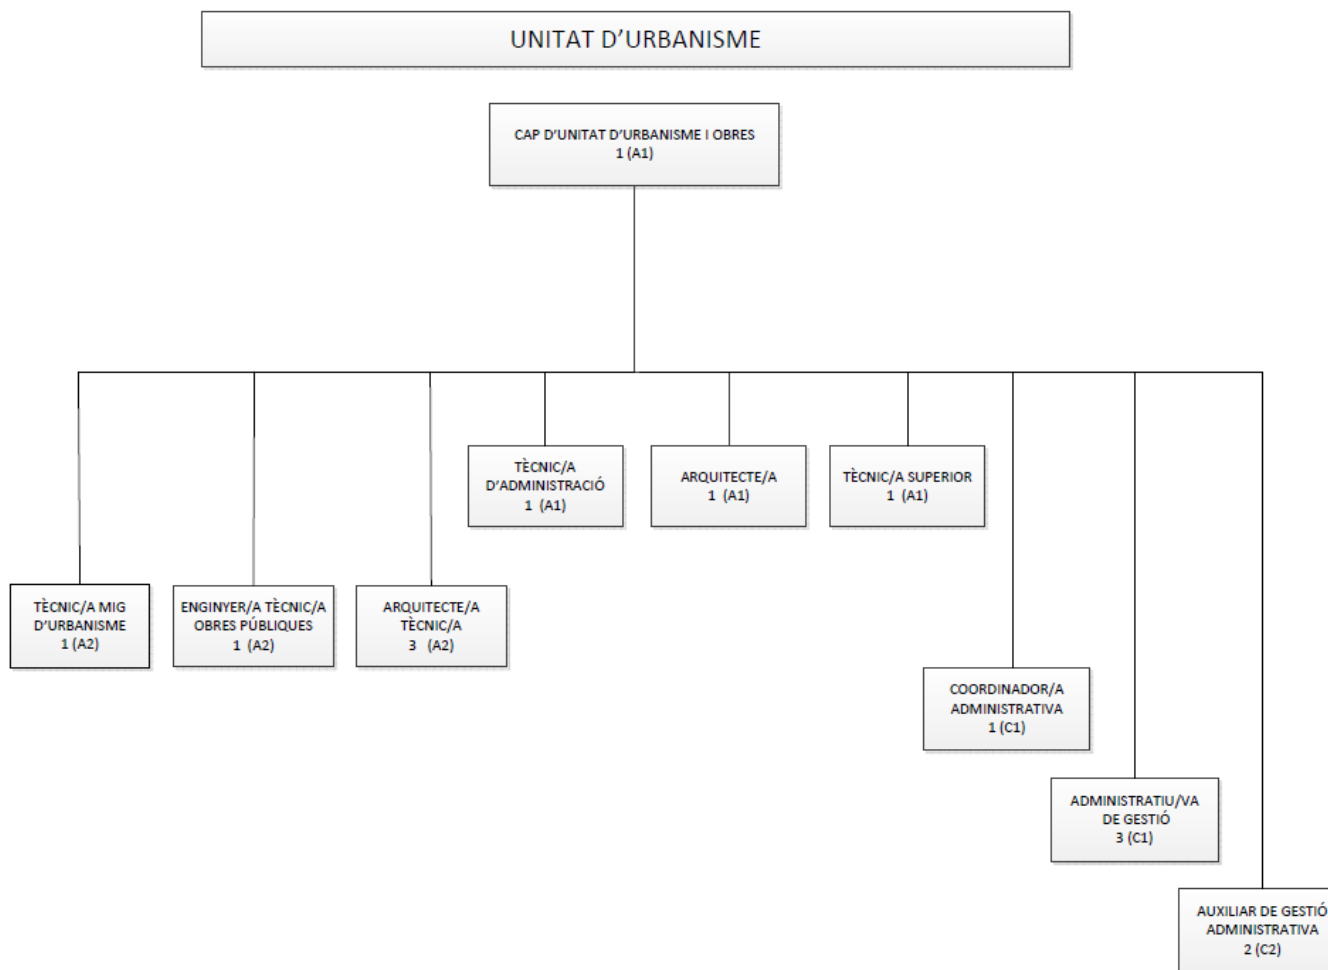 UNITAT D'URBANISME
CAP D'UNITAT D'URBANISME I OBRES
1 (A1)
TÈCNIC/A
D'ADMINISTRACIÓ
1 (A1)
ARQUITECTE/A
1 (A1)
TÈCNIC/A SUPERIOR
1 (A1)
TÈCNIC/A MIG
D'URBANISME
1 (A2)
ENGINYER/A TÈCNIC/A
OBRES PÚBLIQUES
1 (A2)
ARQUITECTE/A
TÈCNIC/A
3 (A2)
COORDINADOR/A
ADMINISTRATIVA
1 (C1)
ADMINISTRATIU/VA
DE GESTIÓ
3 (C1)
AUXILIAR DE GESTIÓ
ADMINISTRATIVA
2 (C2)